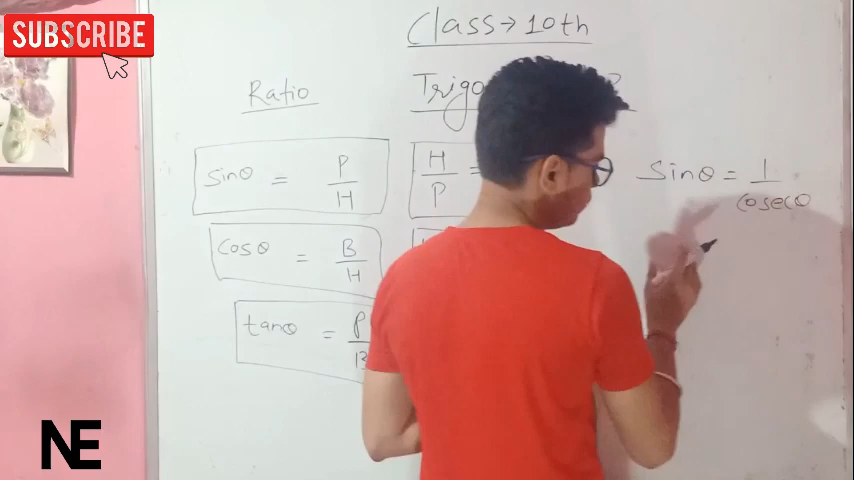 SUBSCRIBE
Class → 10th
Ratio
sinθ = P/H
H/P =
sinθ = 1/cosecθ
cosθ = B/H
tanθ = P/B
NE